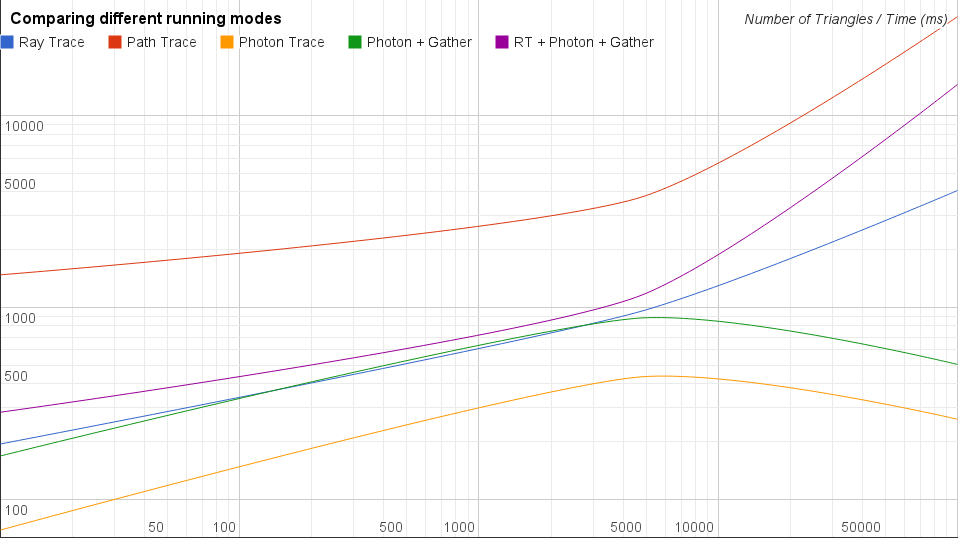 Comparing different running modes
Number of Triangles / Time (ms)
Ray Trace
Path Trace
Photon Trace
Photon + Gather
RT + Photon + Gather
10000
5000
1000
500
100
50
100
500
1000
5000
10000
50000